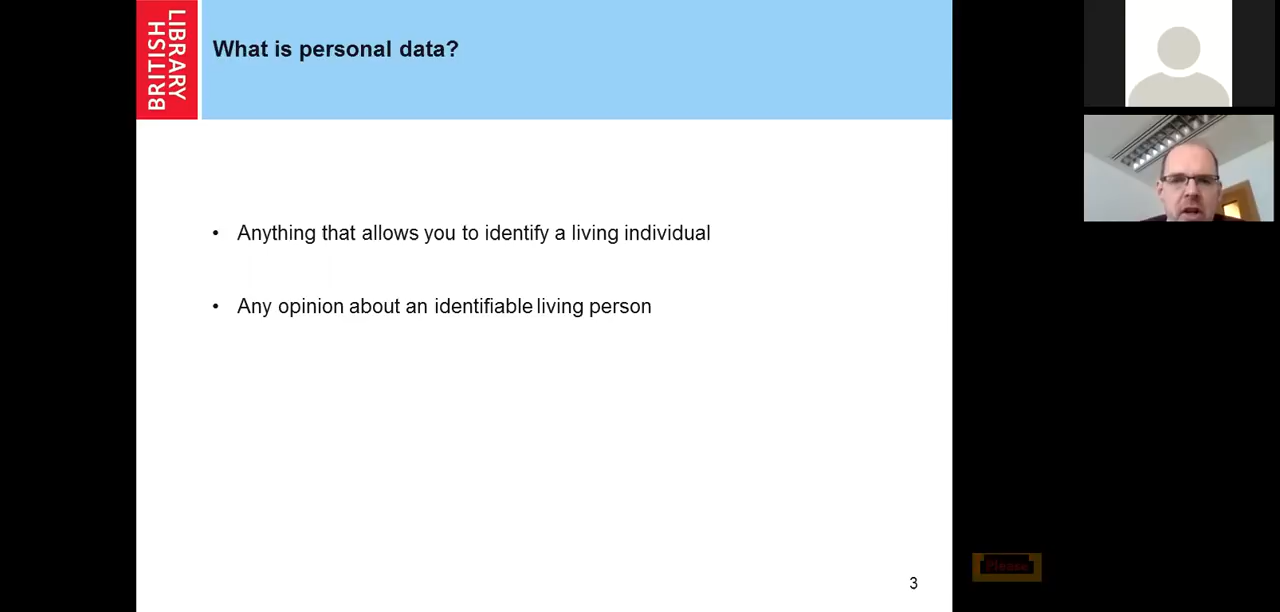 BRITISH
LIBRARY
What is personal data?
• Anything that allows you to identify a living individual
• Any opinion about an identifiable living person
3
Please